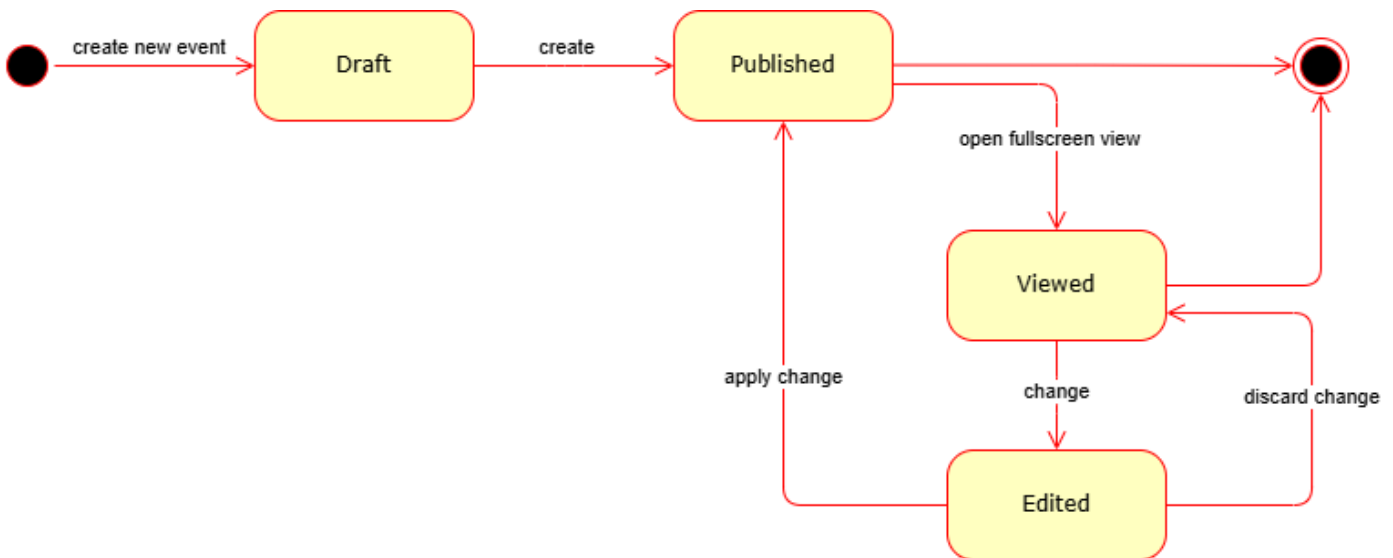 create new event
Draft
create
Published
open fullscreen view
Viewed
apply change
change
discard change
Edited